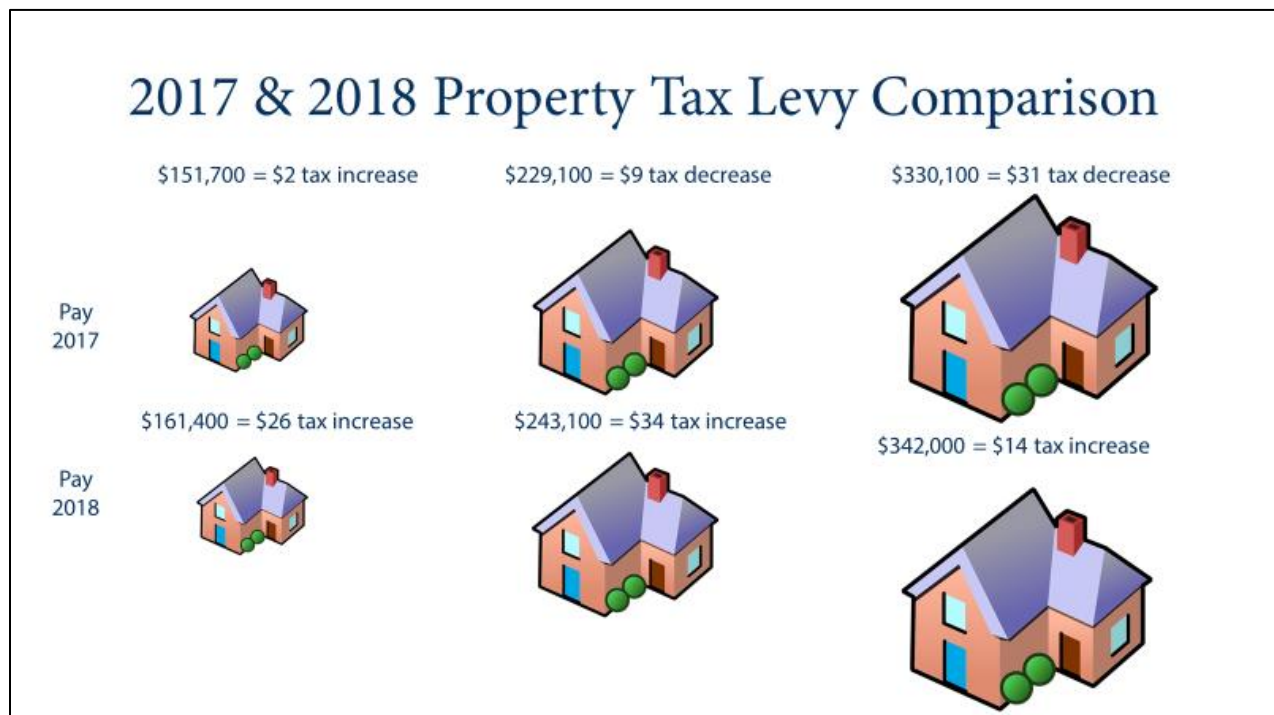 2017 & 2018 Property Tax Levy Comparison
$151,700 = $2 tax increase
$229,100 = $9 tax decrease
$330,100 = $31 tax decrease
Pay
2017
$161,400 = $26 tax increase
$243,100 = $34 tax increase
$342,000 = $14 tax increase
Pay
2018